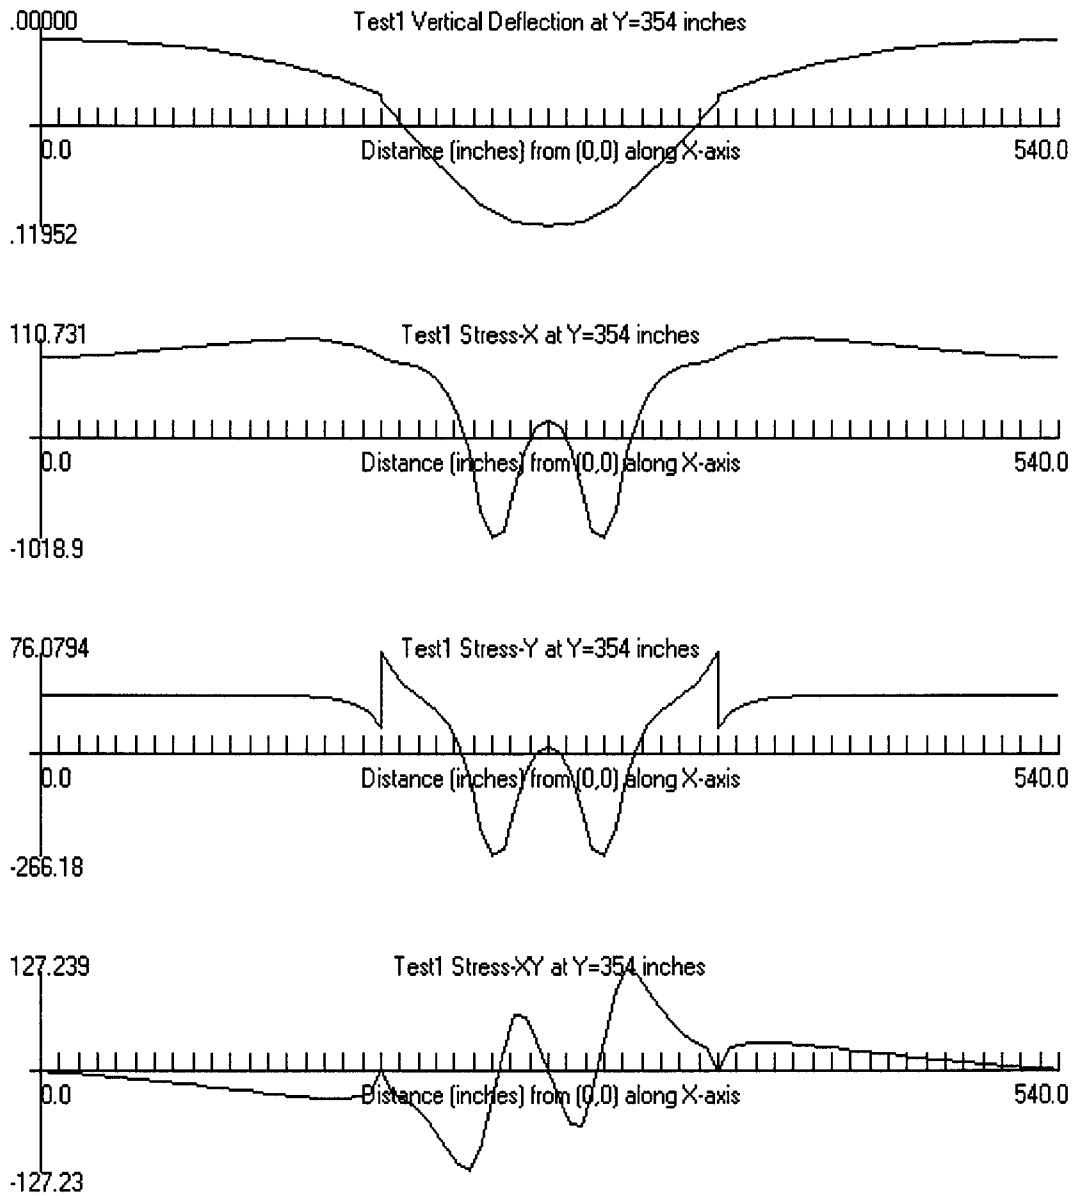 .00000
Test1 Vertical Deflection at Y=354 inches
0.0
Distance (inches) from (0,0) along X-axis
540.0
.11952
110.731
Test1 Stress-X at Y=354 inches
0.0
Distance (inches) from (0,0) along X-axis
540.0
-1018.9
76.0794
Test1 Stress-Y at Y=354 inches
0.0
Distance (inches) from (0,0) along X-axis
540.0
-266.18
127.239
Test1 Stress-XY at Y=354 inches
0.0
Distance (inches) from (0,0) along X-axis
540.0
-127.23